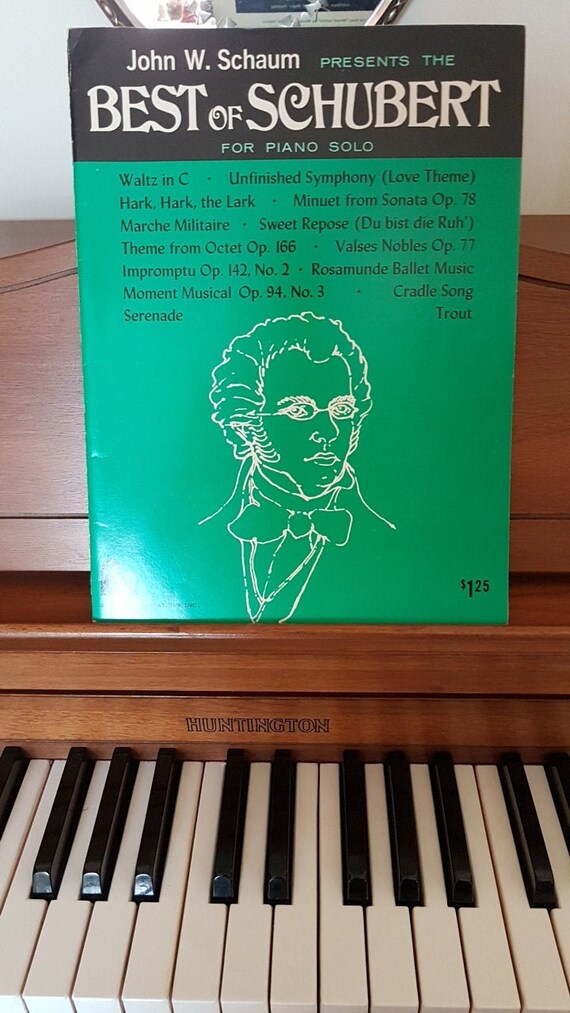 John W. Schaum PRESENTS THE
BEST OF SCHUBERT
FOR PIANO SOLO
Waltz in C · Unfinished Symphony (Love Theme)
Hark, Hark, the Lark · Minuet from Sonata Op. 78
Marche Militaire · Sweet Repose (Du bist die Ruh')
Theme from Octet Op. 166 · Valses Nobles Op. 77
Impromptu Op. 142, No. 2 · Rosamunde Ballet Music
Moment Musical Op. 94, No. 3 · Cradle Song
Serenade Trout
$1.25
HUNTINGTON